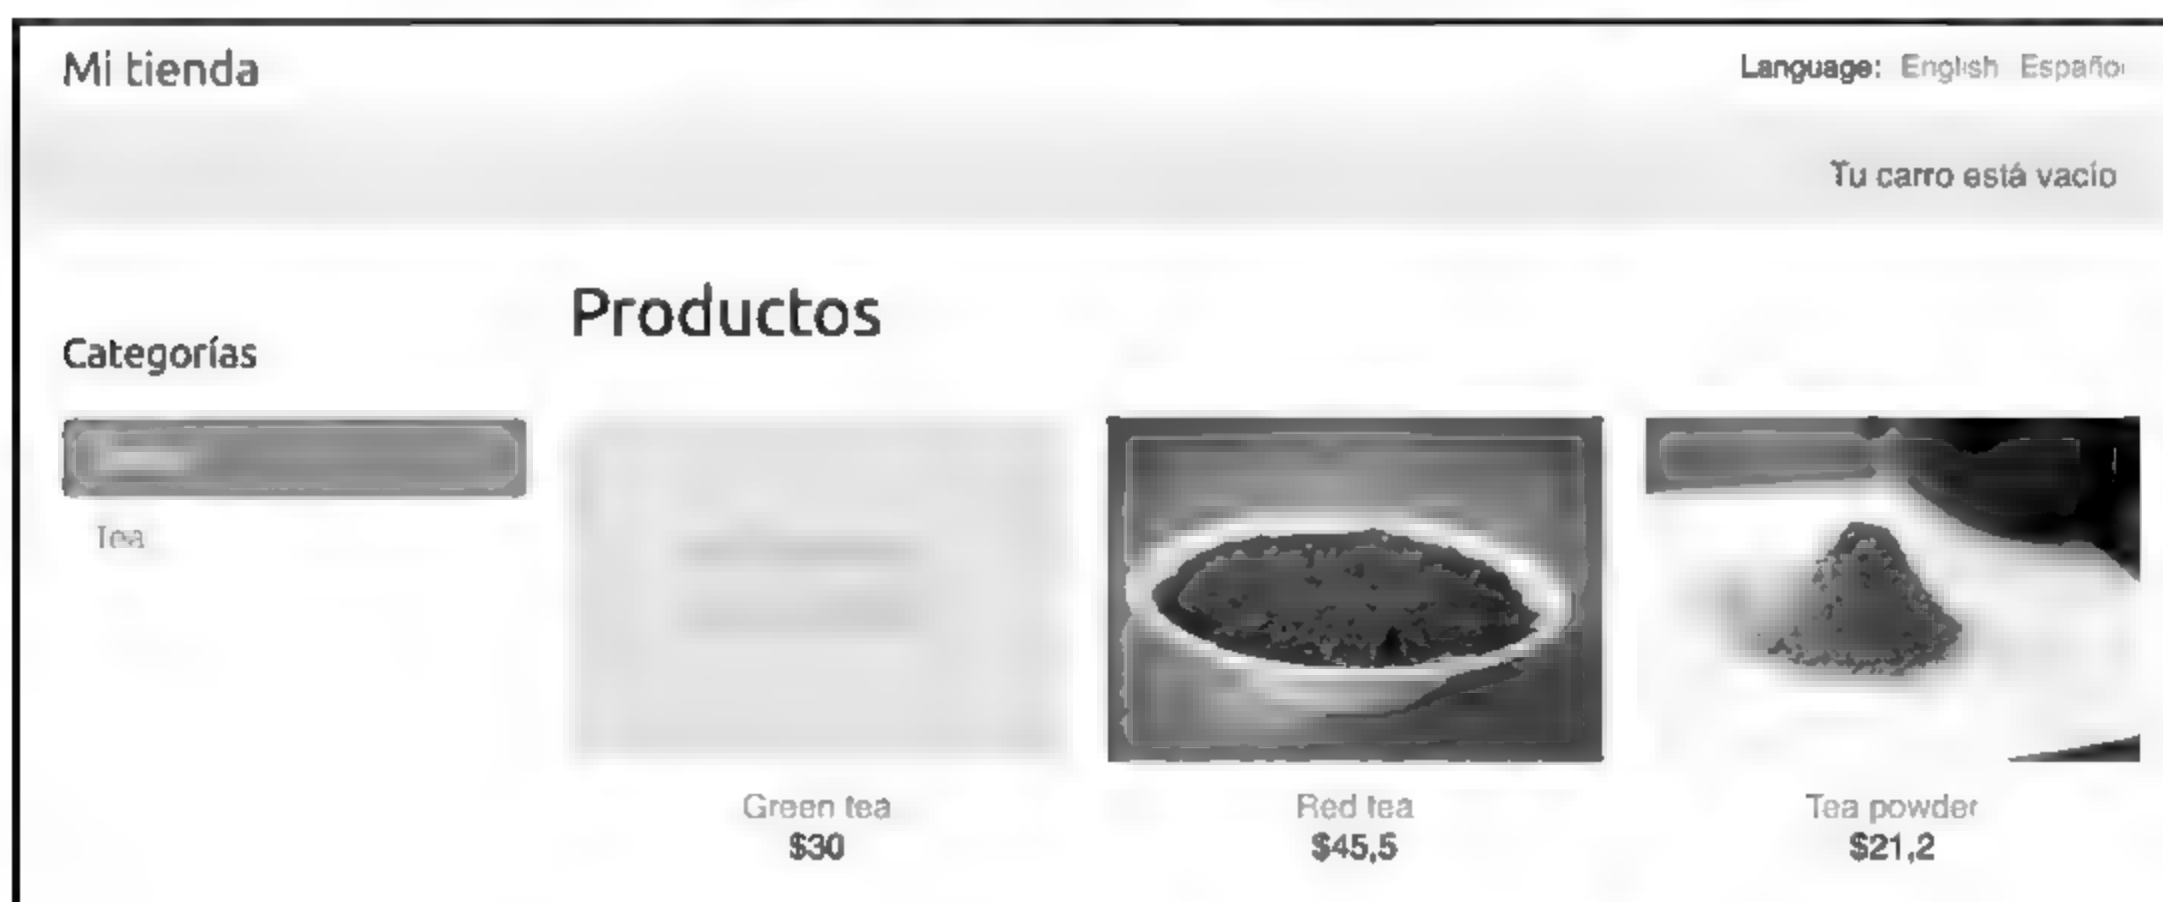 Mi tienda
Language: English Español
Tu carro está vacío
Categorías
Tea
Productos
Green tea
$30
Red tea
$45,5
Tea powder
$21,2